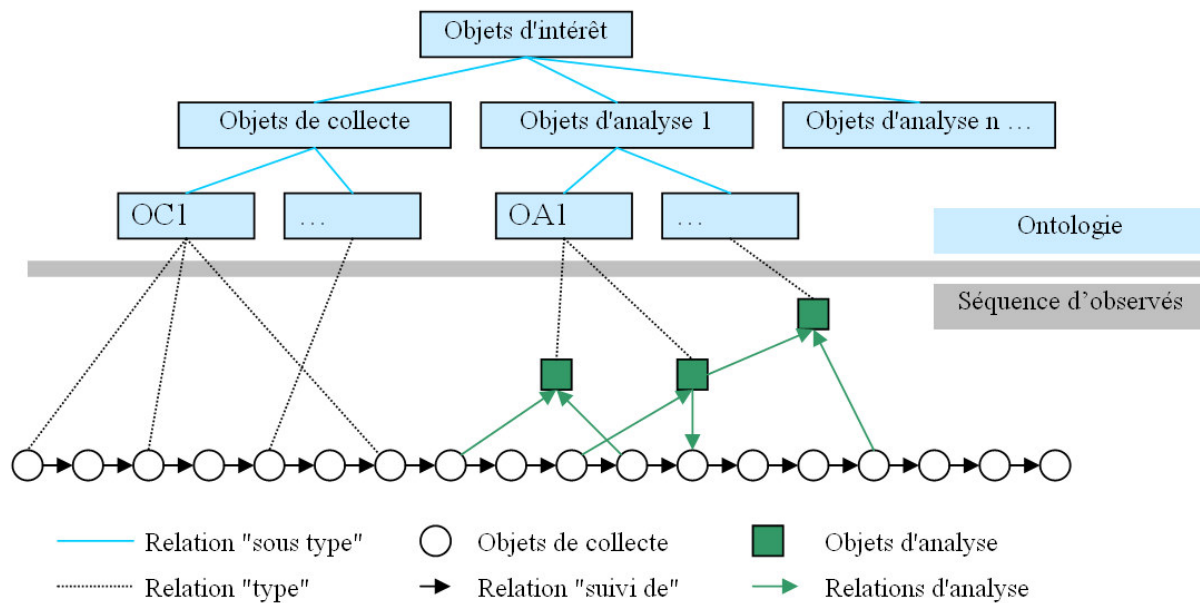 Objets d'intérêt
Objets de collecte
Objets d'analyse 1
Objets d'analyse n ...
OC1
...
OA1
...
Ontologie
Séquence d’observés
Relation "sous type"
Objets de collecte
Objets d'analyse
Relation "type"
Relation "suivi de"
Relations d'analyse